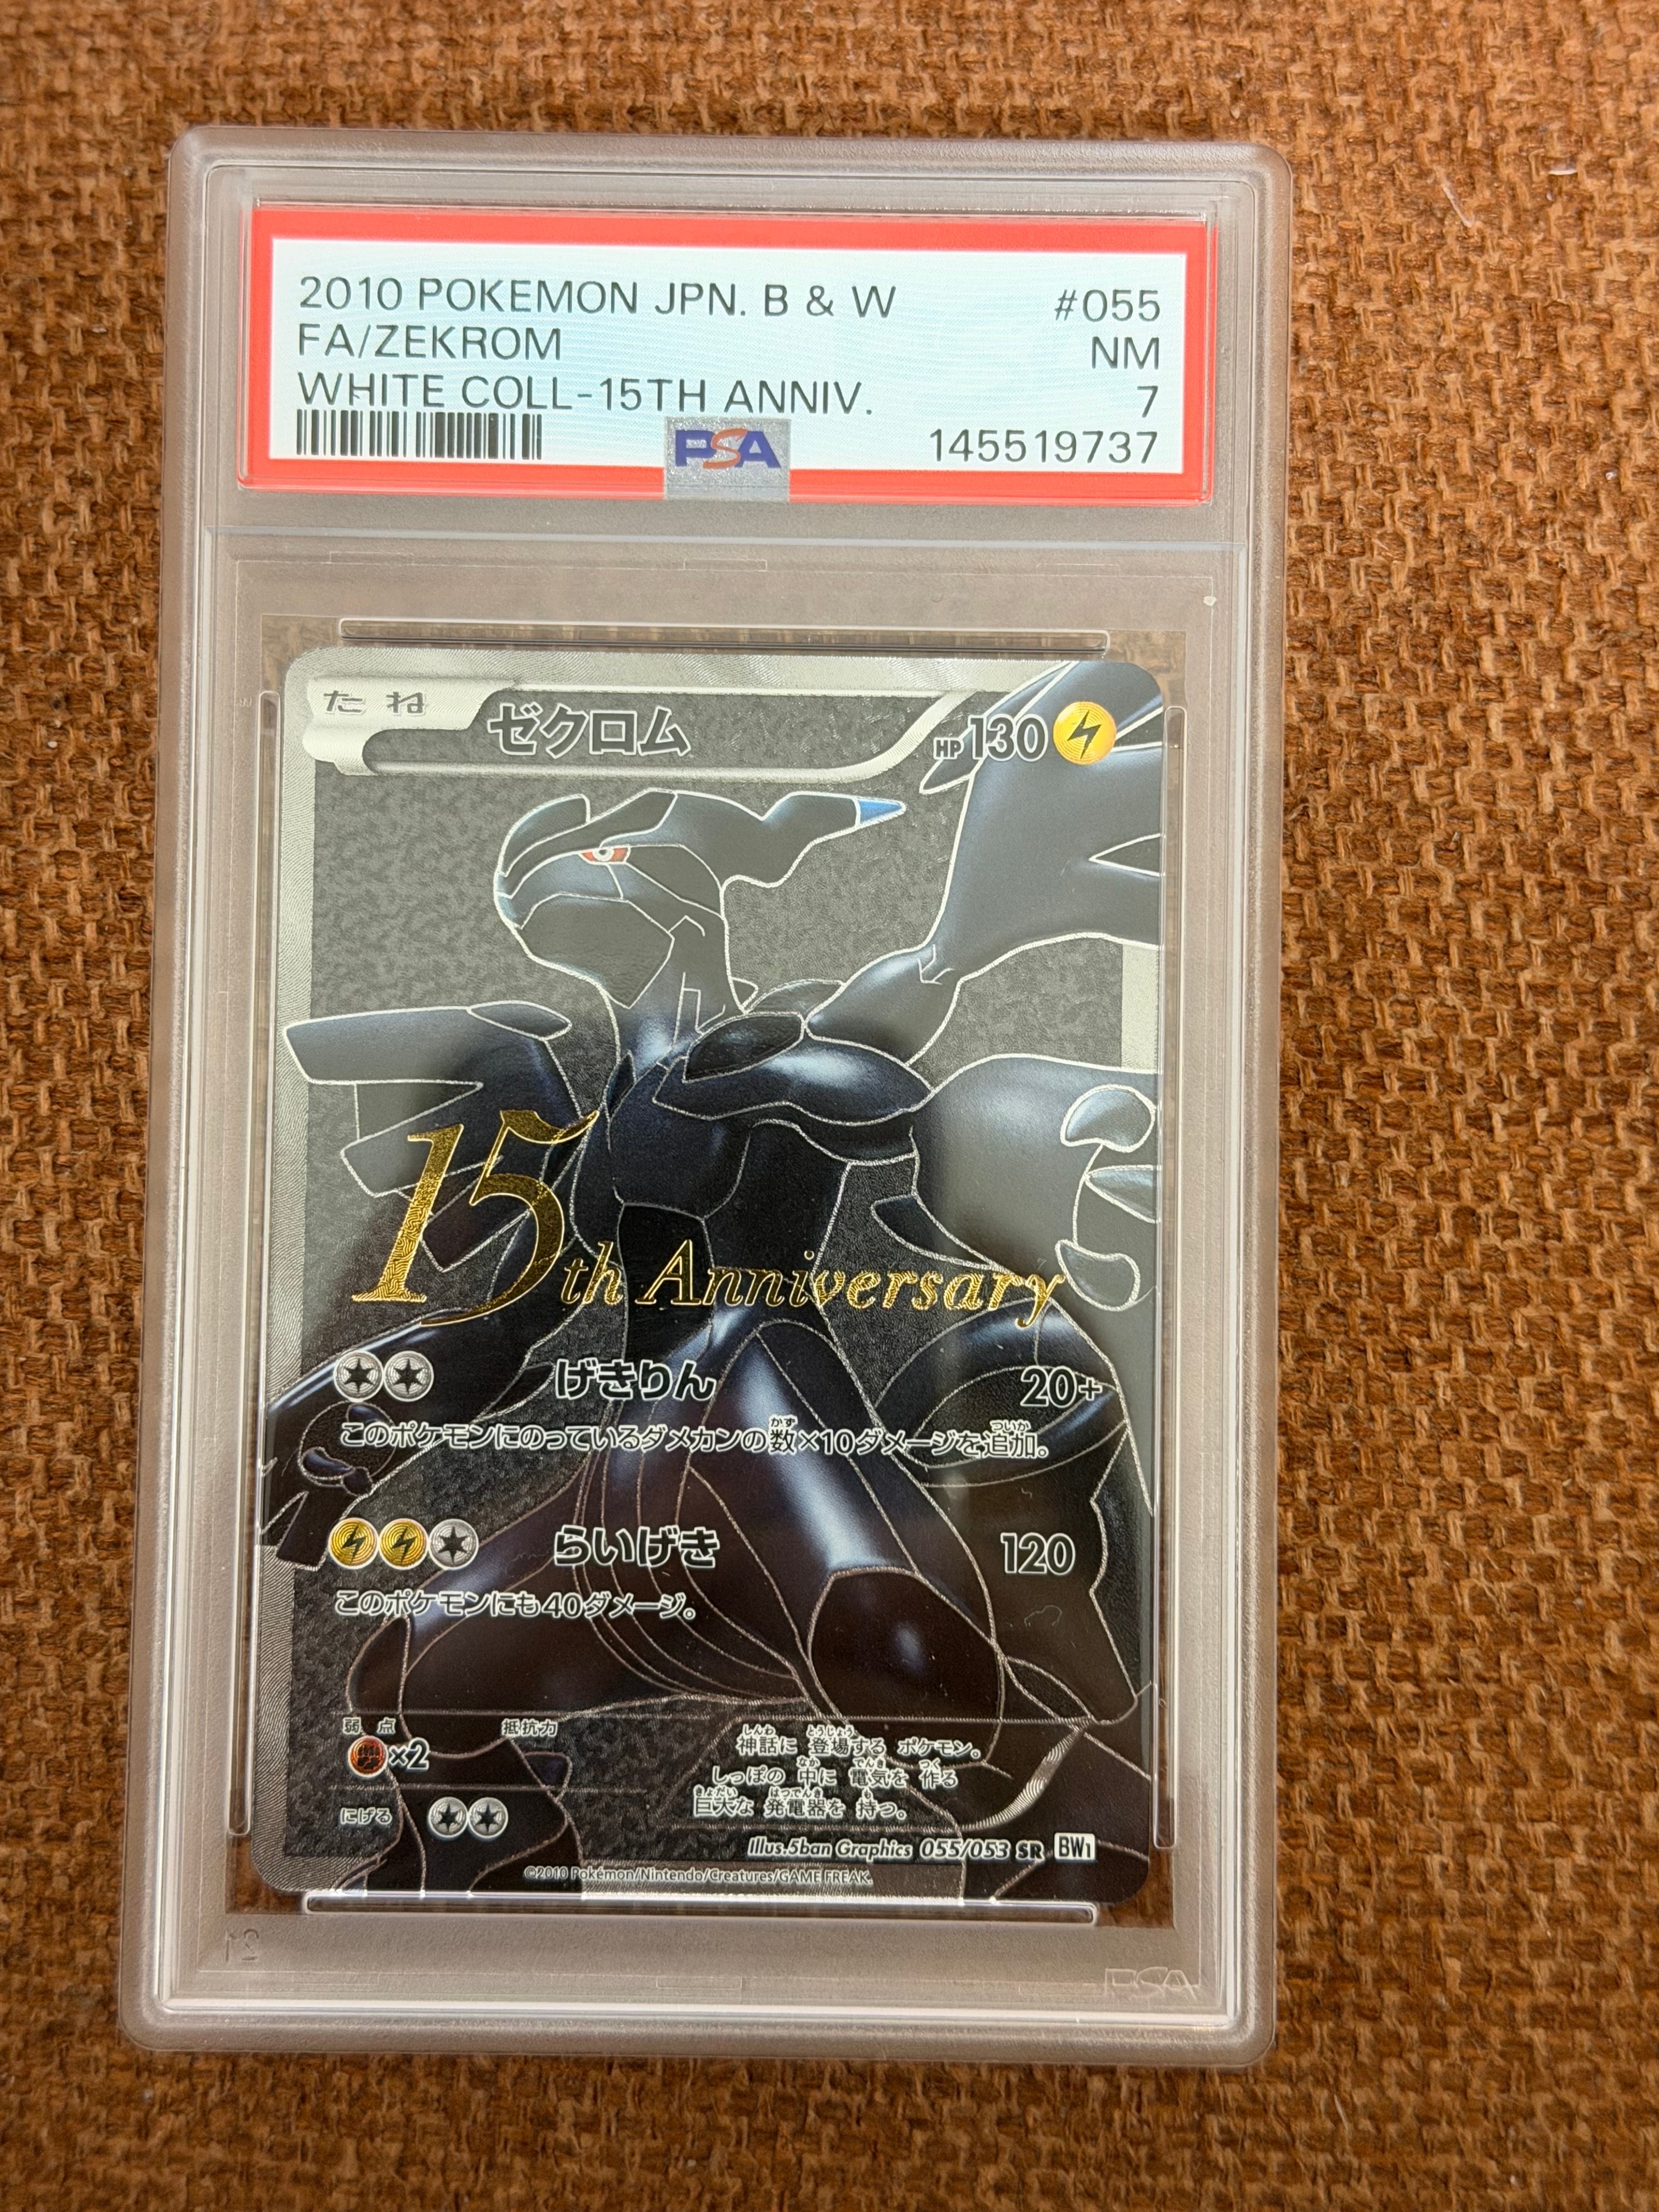 2010 POKEMON JPN. B & W #055
FA/ZEKROM NM
WHITE COLL-15TH ANNIV. 7
PSA 145519737
たね ゼクロム HP130
15th Anniversary
げきりん 20+
このポケモンにのっているダメカンの数×10ダメージを追加。
らいげき 120
このポケモンにも40ダメージ。
弱点 抵抗力
×2
にげる
神話に 登場する ポケモン。
しっぽの 中に 電気を 作る
巨大な 発電器を 持つ。
Illus.5ban Graphics 055/053 SR BW1
©2010 Pokémon/Nintendo/Creatures/GAME FREAK.
PSA